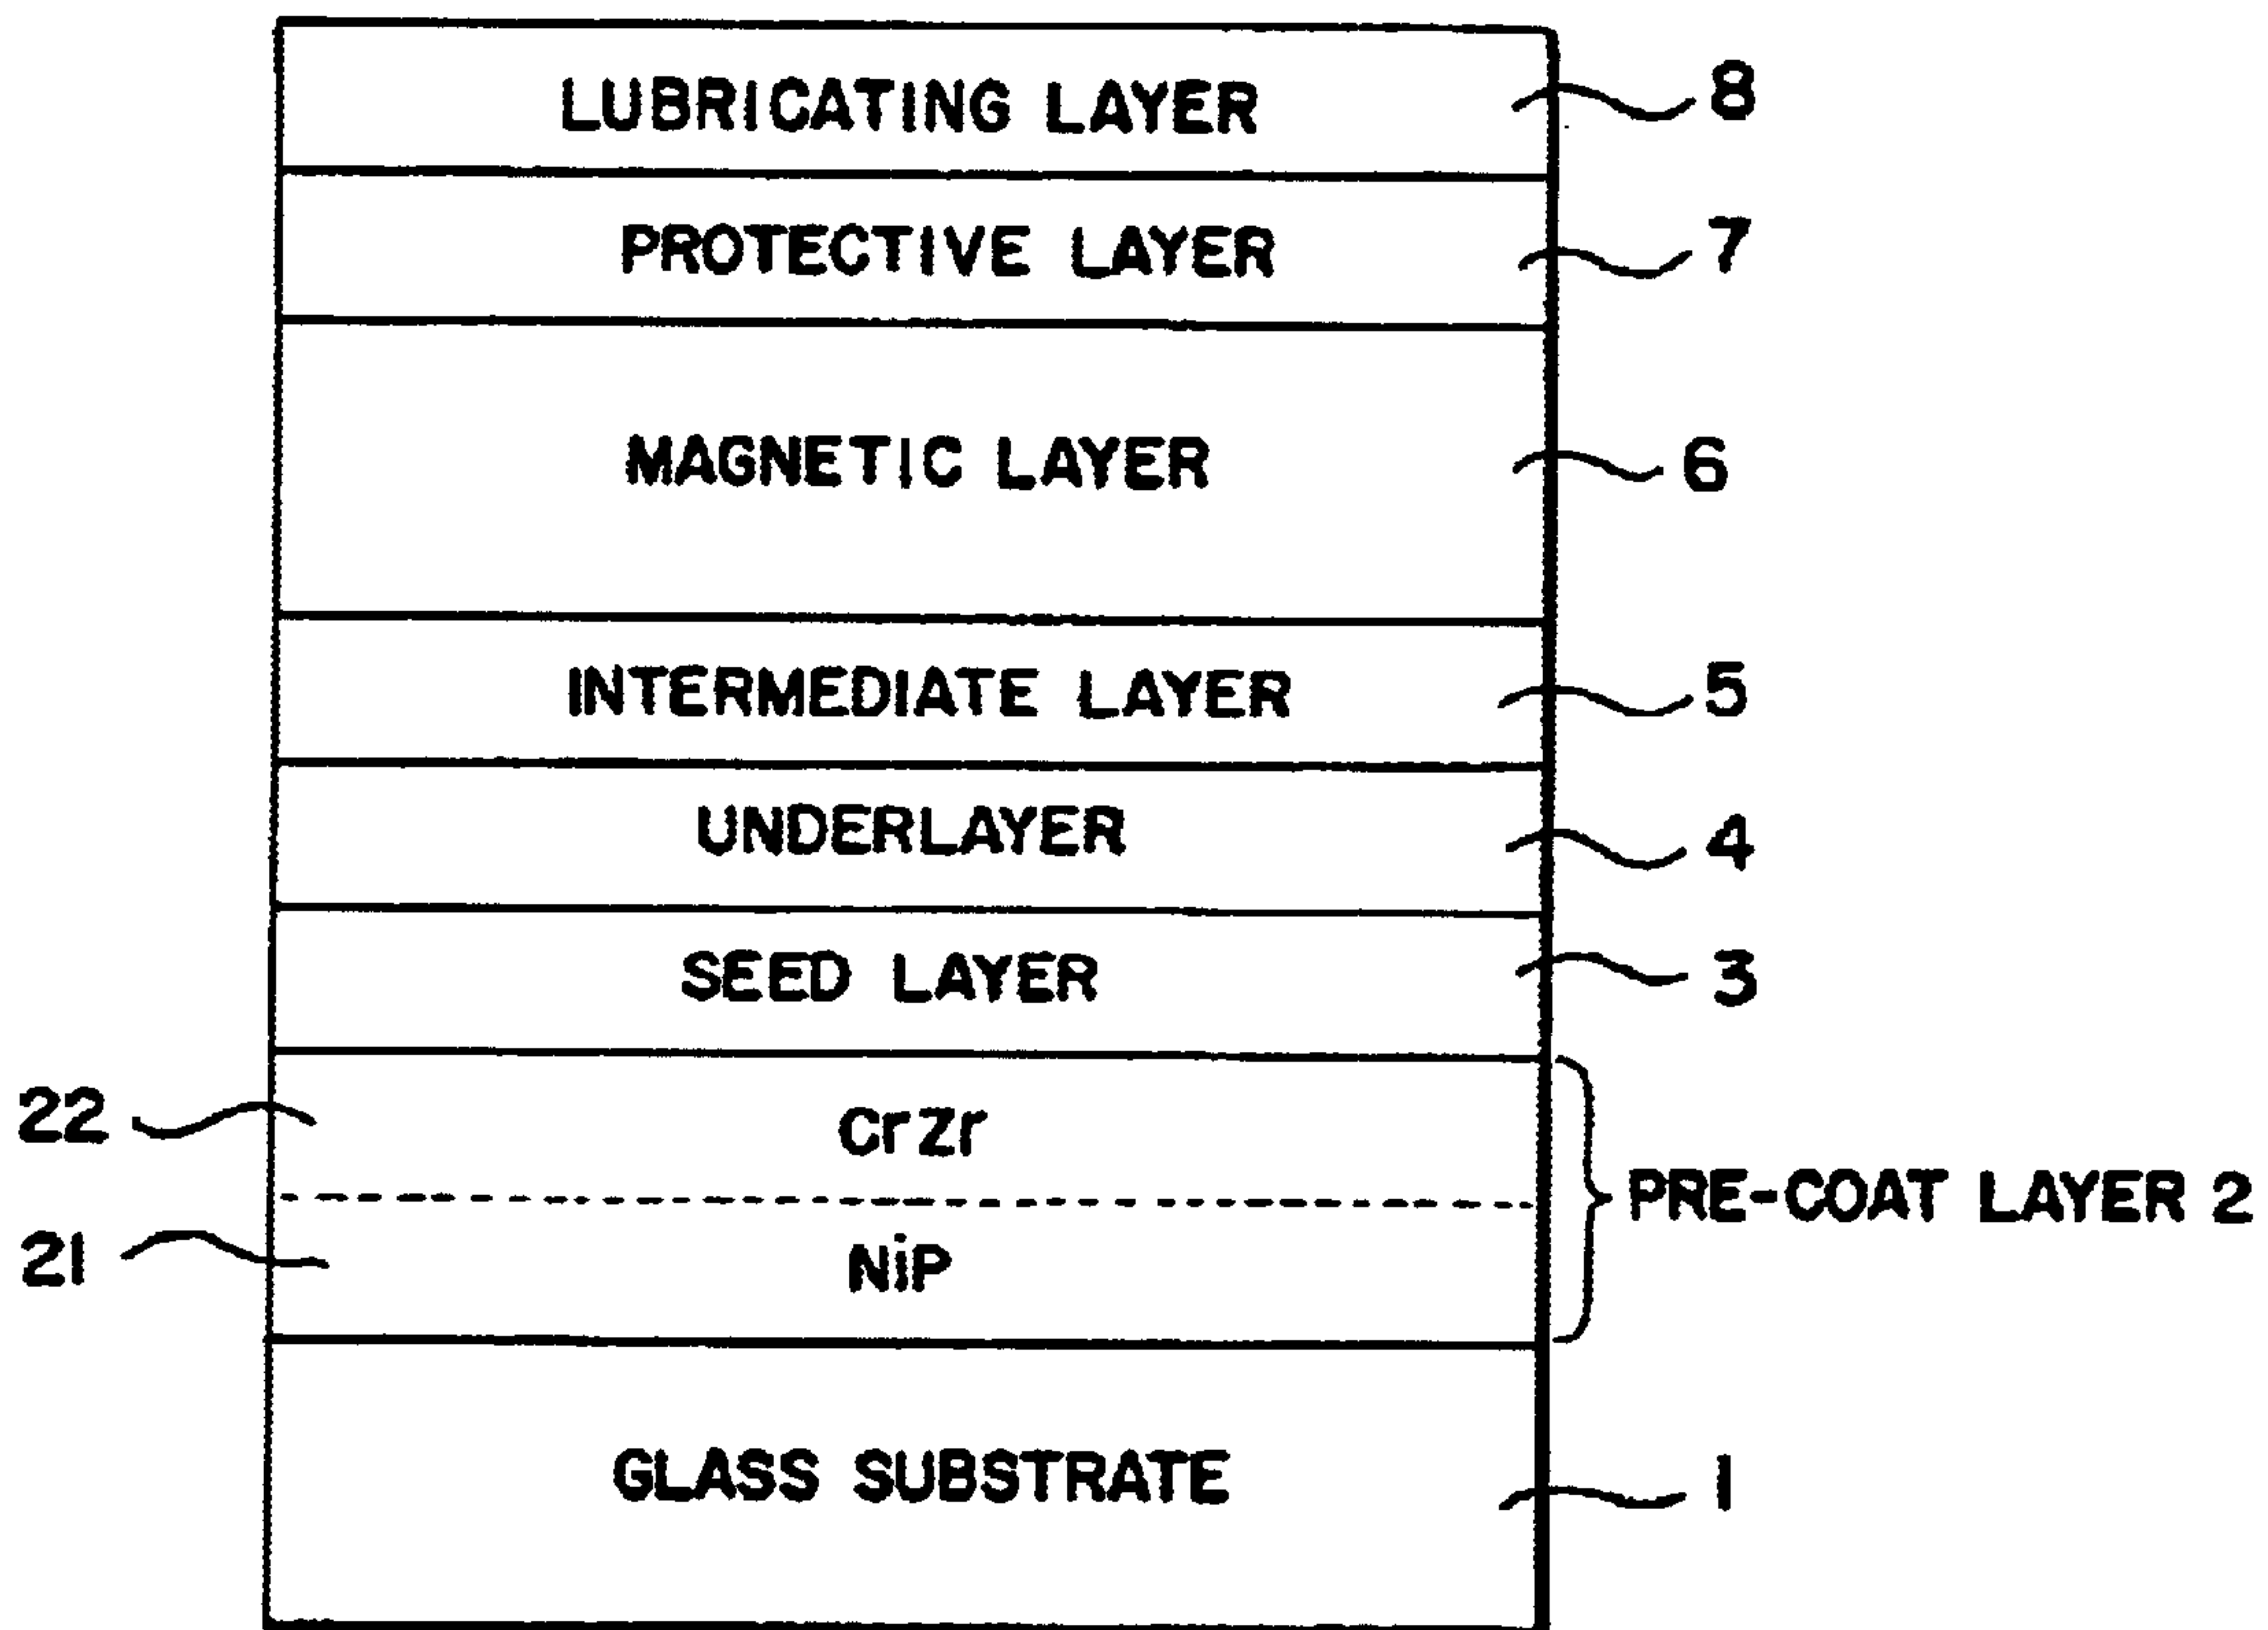 LUBRICATING LAYER 8
PROTECTIVE LAYER 7
MAGNETIC LAYER 6
INTERMEDIATE LAYER 5
UNDERLAYER 4
SEED LAYER 3
22 CrZr
PRE-COAT LAYER 2
21 NiP
GLASS SUBSTRATE 1